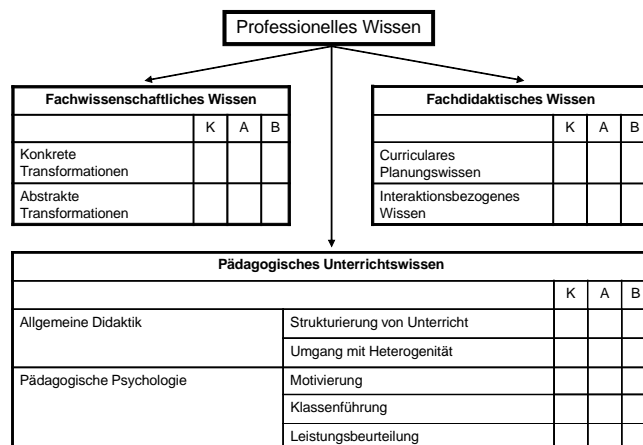 Professionelles Wissen
Fachwissenschaftliches Wissen
K A B
Konkrete
Transformationen
Abstrakte
Transformationen
Fachdidaktisches Wissen
K A B
Curriculares
Planungswissen
Interaktionsbezogenes
Wissen
Pädagogisches Unterrichtswissen
K A B
Allgemeine Didaktik
Strukturierung von Unterricht
Umgang mit Heterogenität
Pädagogische Psychologie
Motivierung
Klassenführung
Leistungsbeurteilung